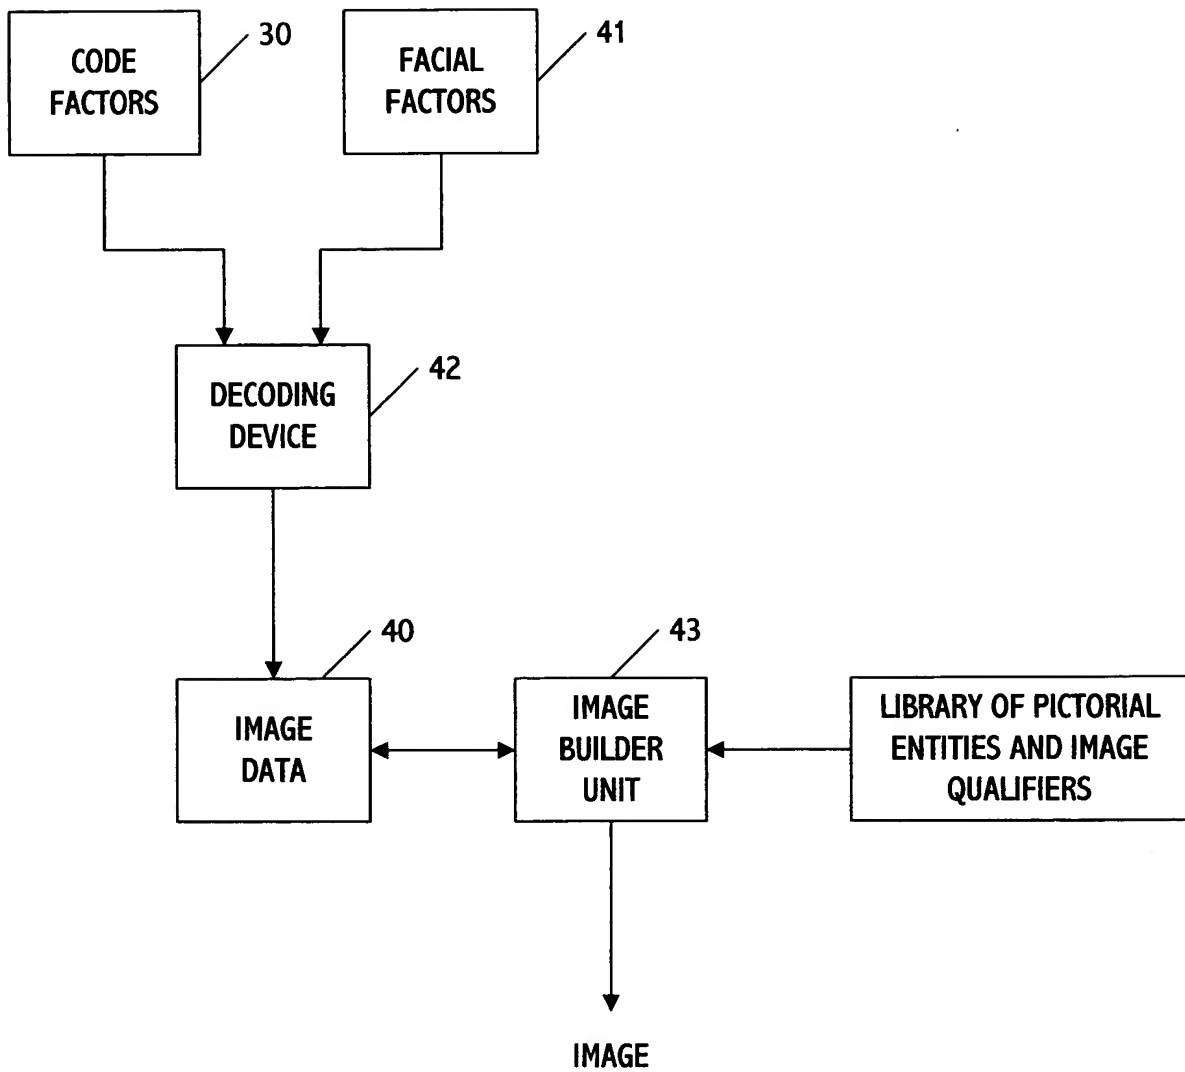 CODE
FACTORS
30
FACIAL
FACTORS
41
DECODING
DEVICE
42
IMAGE
DATA
40
IMAGE
BUILDER
UNIT
43
LIBRARY OF PICTORIAL
ENTITIES AND IMAGE
QUALIFIERS
IMAGE